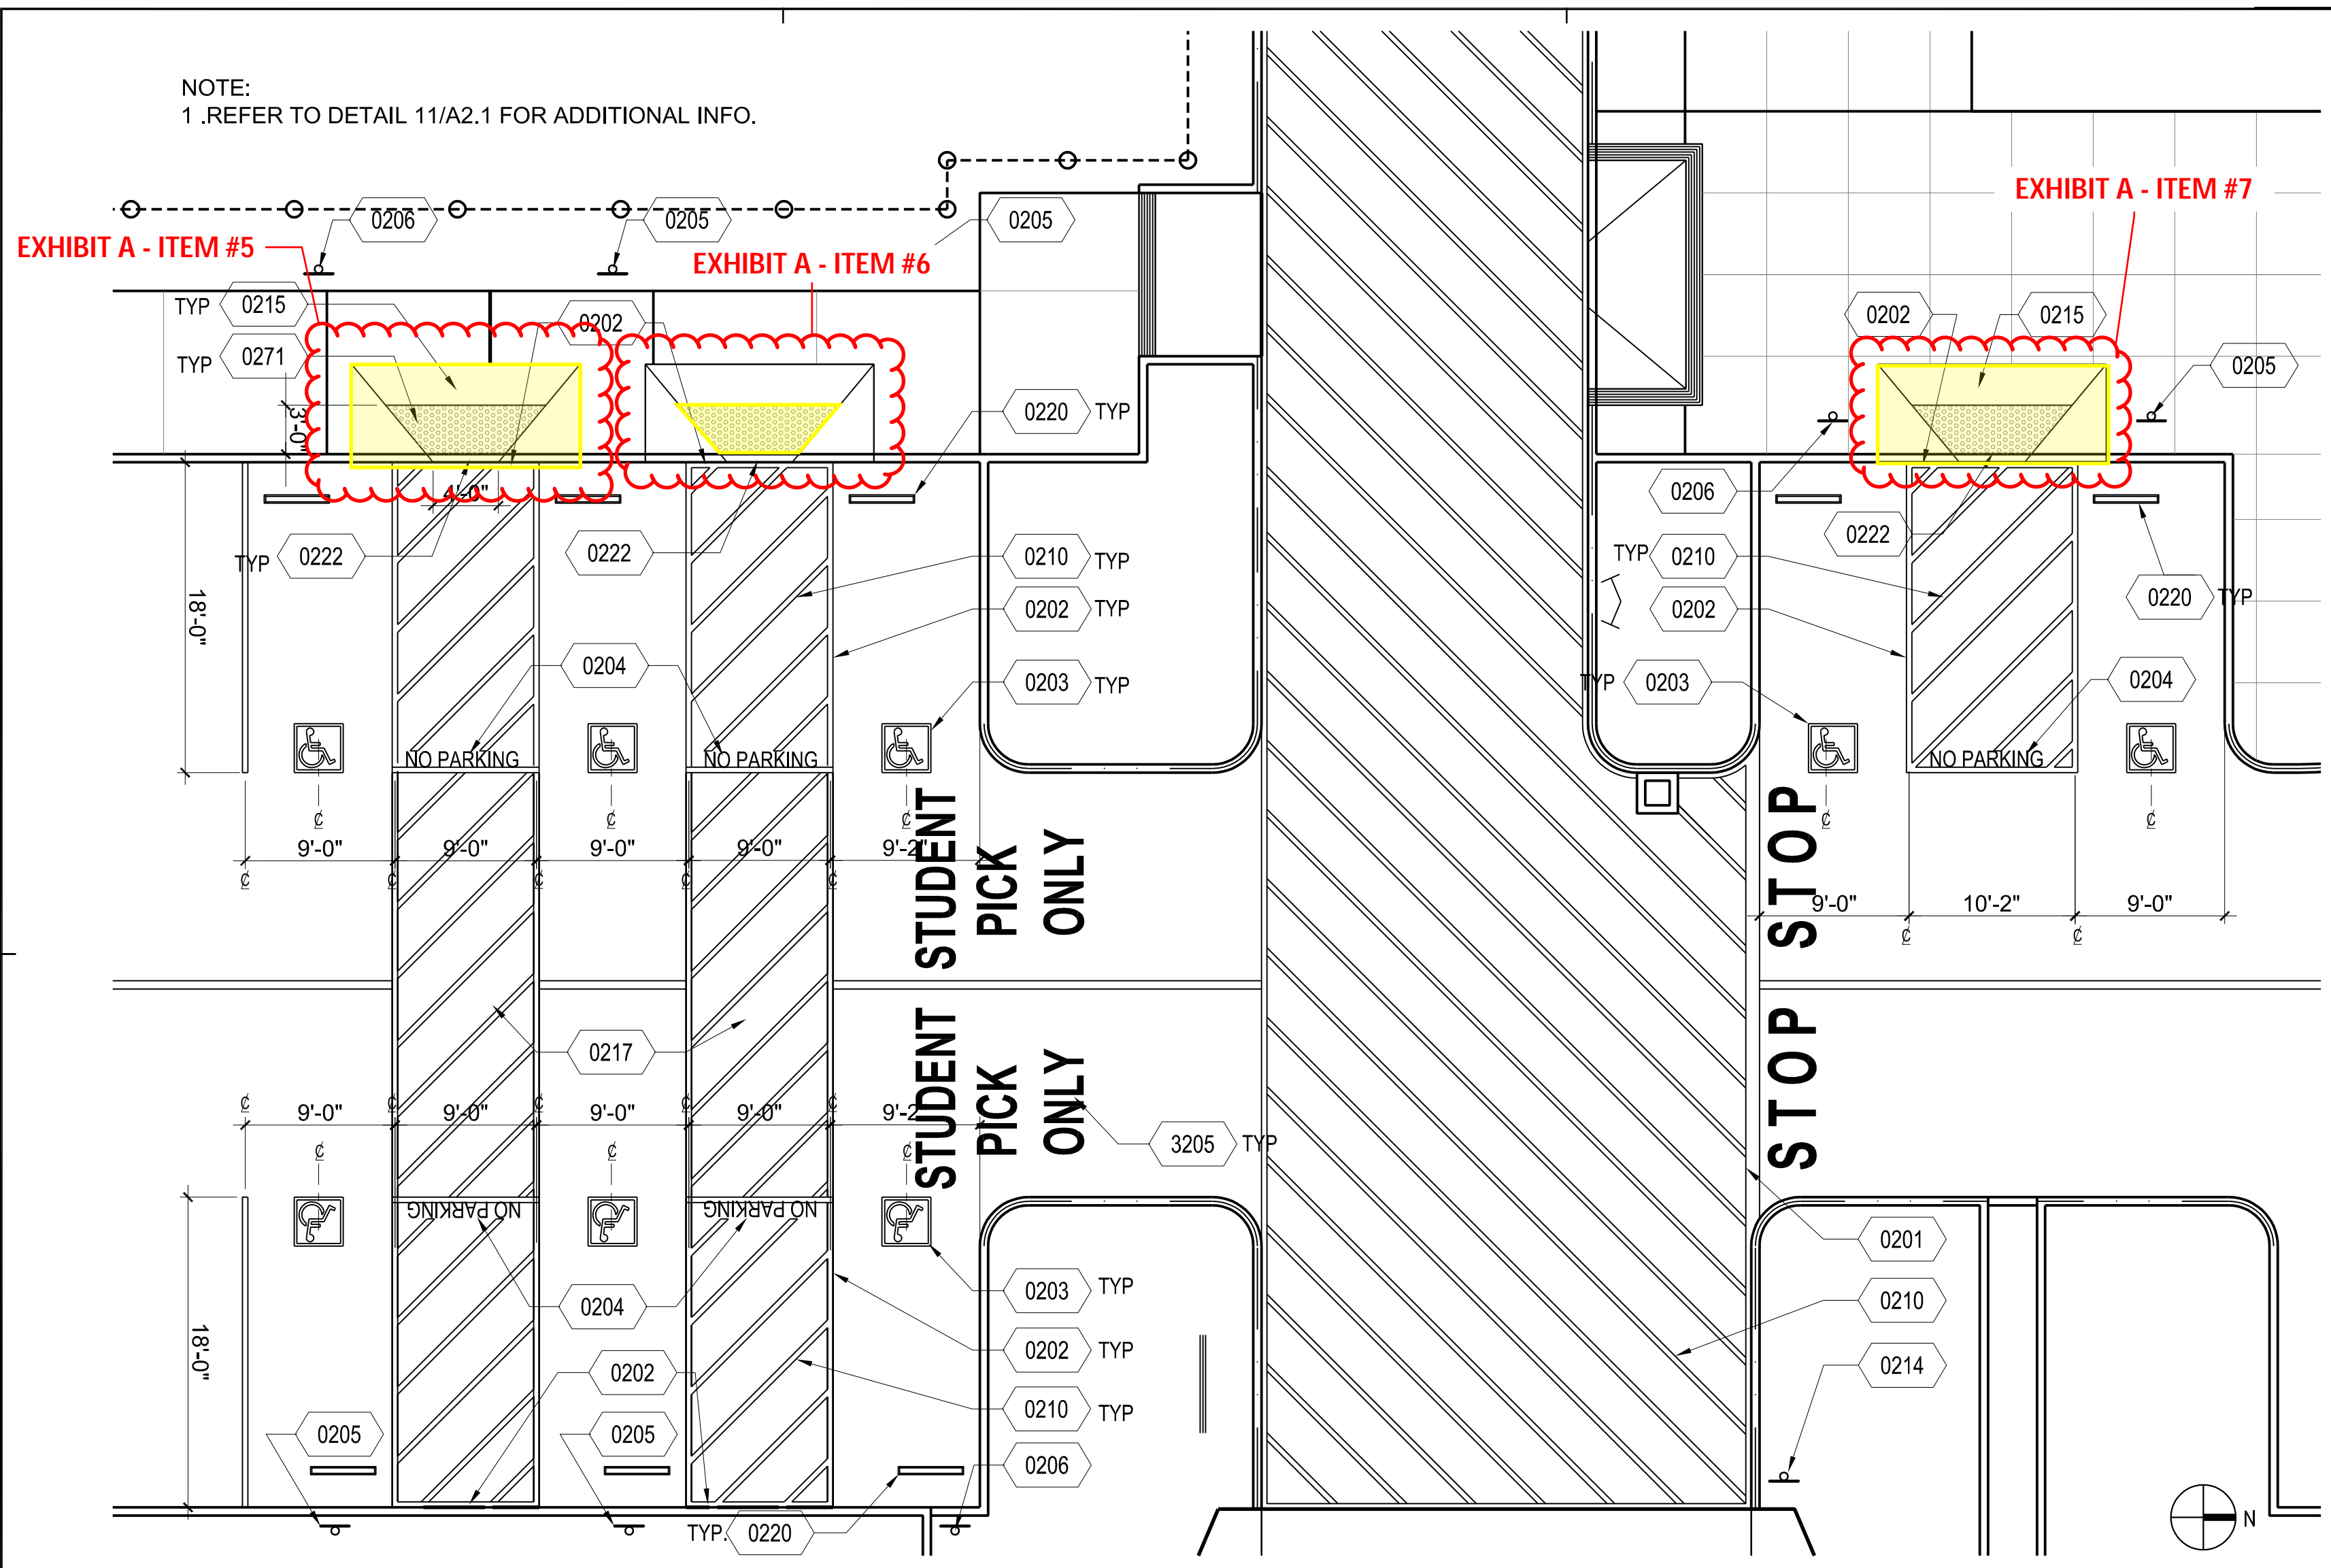 NOTE:
1 .REFER TO DETAIL 11/A2.1 FOR ADDITIONAL INFO.
EXHIBIT A - ITEM #7
0206
0205
0205
EXHIBIT A - ITEM #5
EXHIBIT A - ITEM #6
TYP 0215
0202
0202
0215
TYP 0271
0205
3'-0"
0220 TYP
4'-0"
0206
TYP 0222
0222
0210 TYP
0222
TYP 0210
18'-0"
0202 TYP
0202
0220 TYP
0204
0203 TYP
TYP 0203
0204
NO PARKING
NO PARKING
NO PARKING
℄
℄
℄
℄
℄
9'-0"
9'-0"
9'-0"
9'-0"
9'-2"
℄
℄
℄
℄
℄
STUDENT
PICK
ONLY
STOP
9'-0"
10'-2"
9'-0"
℄
℄
0217
STUDENT
PICK
ONLY
STOP
℄
℄
℄
℄
℄
9'-0"
9'-0"
9'-0"
9'-0"
9'-2
℄
℄
℄
3205 TYP
NO PARKING
NO PARKING
0201
0203 TYP
0204
0210
18'-0"
0202 TYP
0202
0214
0210 TYP
0205
0205
0206
TYP. 0220
N